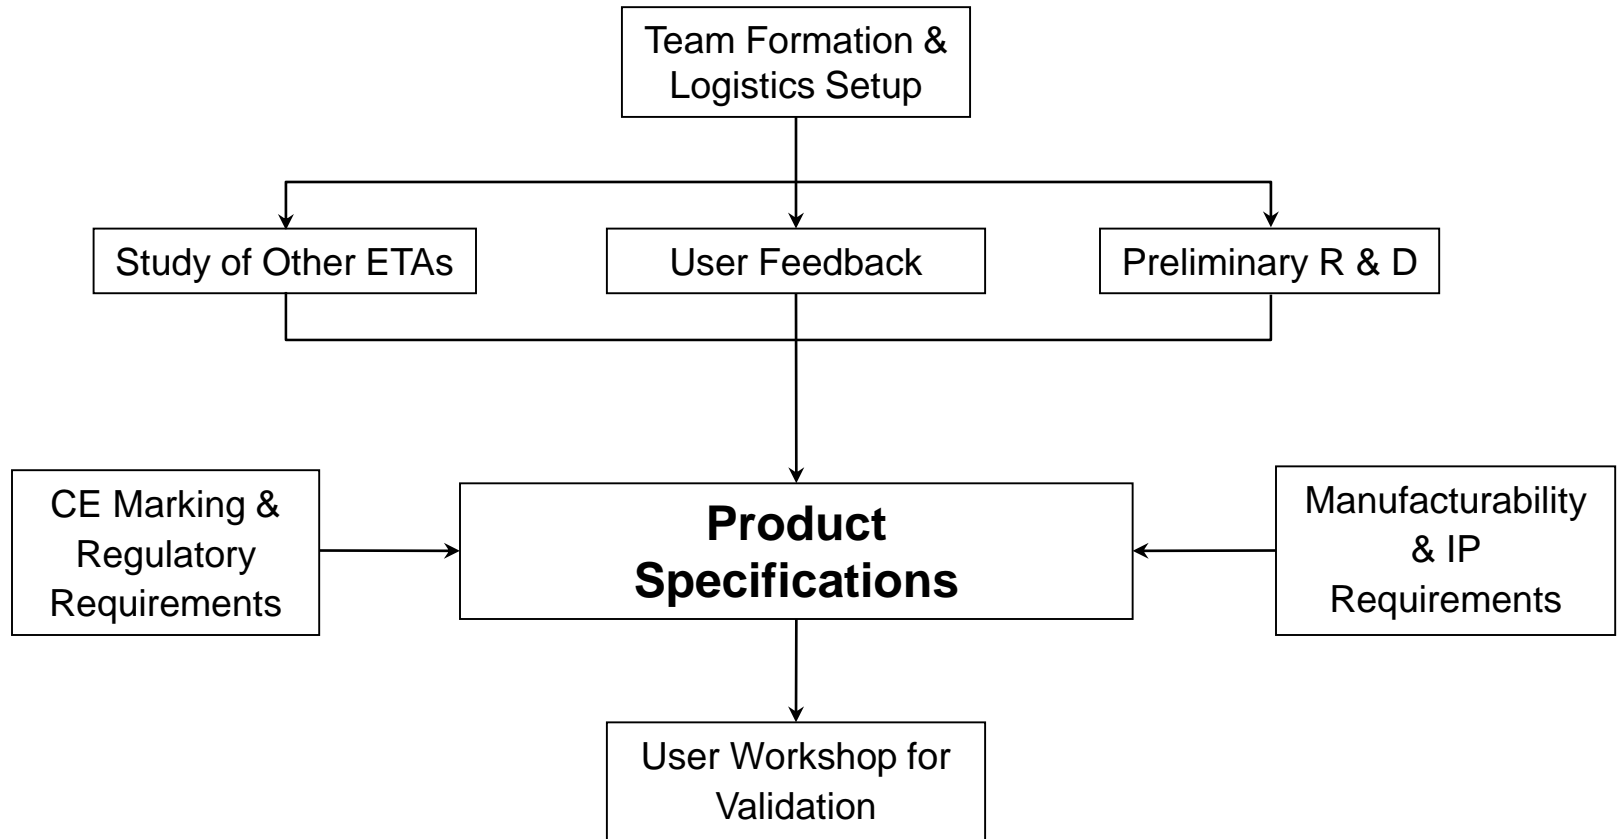 Team Formation &
Logistics Setup
Study of Other ETAs
User Feedback
Preliminary R & D
CE Marking &
Regulatory
Requirements
Product
Specifications
Manufacturability
& IP
Requirements
User Workshop for
Validation